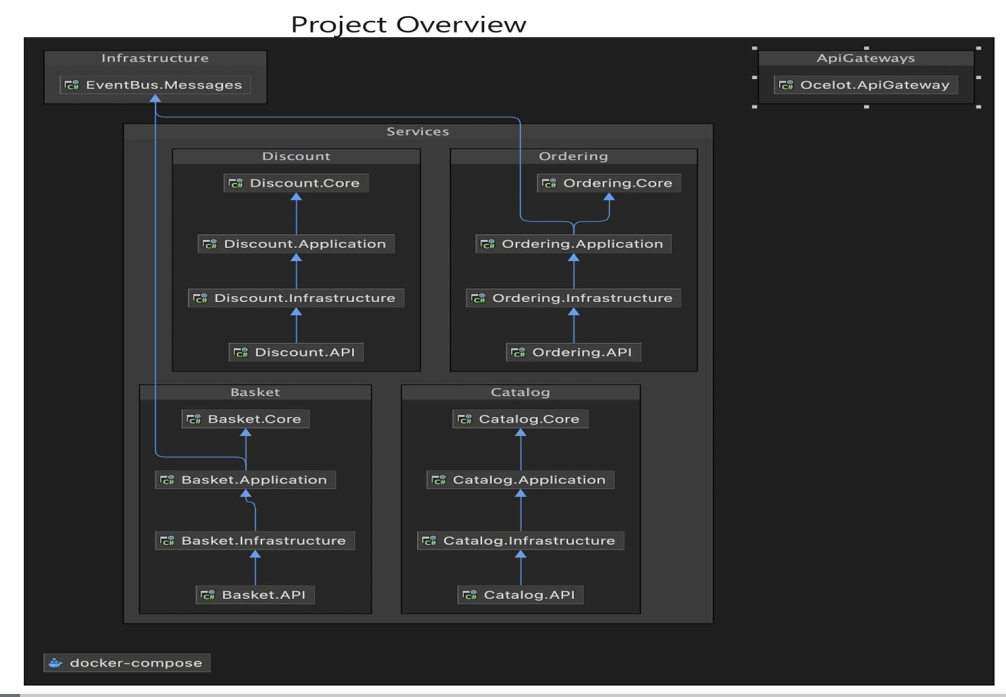 Project Overview
Infrastructure
EventBus.Messages
ApiGateways
Ocelot.ApiGateway
Services
Discount
Discount.Core
Discount.Application
Discount.Infrastructure
Discount.API
Ordering
Ordering.Core
Ordering.Application
Ordering.Infrastructure
Ordering.API
Basket
Basket.Core
Basket.Application
Basket.Infrastructure
Basket.API
Catalog
Catalog.Core
Catalog.Application
Catalog.Infrastructure
Catalog.API
docker-compose